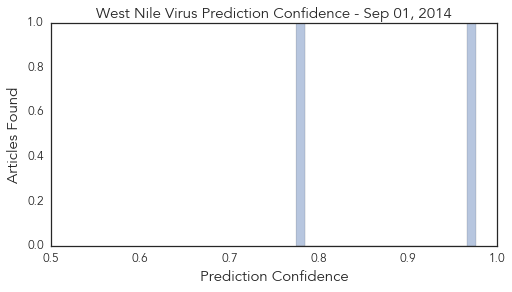 West Nile Virus Prediction Confidence - Sep 01, 2014
Articles Found
1.0
0.8
0.6
0.4
0.2
0.0
0.5 0.6 0.7 0.8 0.9 1.0
Prediction Confidence